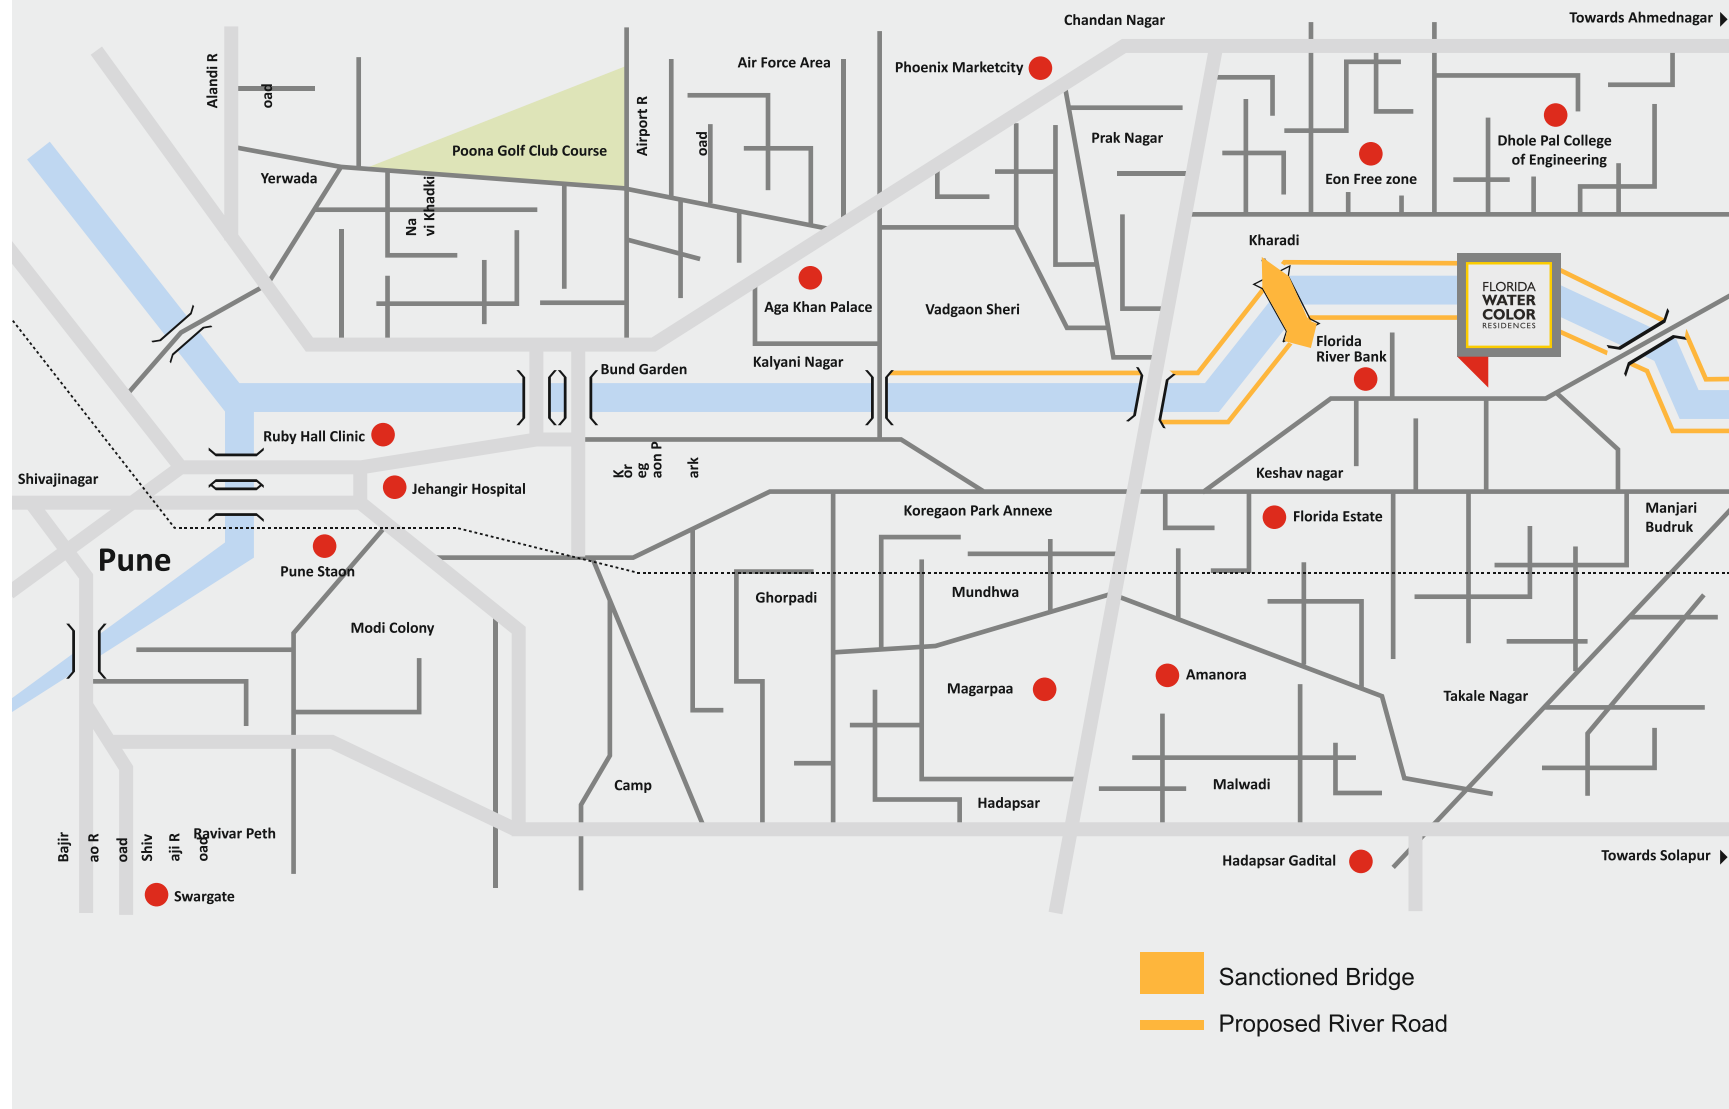 Chandan Nagar
Towards Ahmednagar
Alandi R
oad
Air Force Area
Phoenix Marketcity
Airport R
oad
Poona Golf Club Course
Prak Nagar
Dhole Pal College
of Engineering
Yerwada
Na
vi Khadki
Eon Free zone
Kharadi
Aga Khan Palace
Vadgaon Sheri
FLORIDA
WATER
COLOR
RESIDENCES
Florida
River Bank
Kalyani Nagar
Bund Garden
Ruby Hall Clinic
K
or
eg
aon P
ark
Shivajinagar
Jehangir Hospital
Keshav nagar
Koregaon Park Annexe
Florida Estate
Manjari
Budruk
Pune
Pune Staon
Ghorpadi
Mundhwa
Modi Colony
Magarpaa
Amanora
Takale Nagar
Camp
Hadapsar
Malwadi
Bajir
ao R
oad
Shiv
aji R
oad
Ravivar Peth
Hadapsar Gadital
Towards Solapur
Swargate
Sanctioned Bridge
Proposed River Road